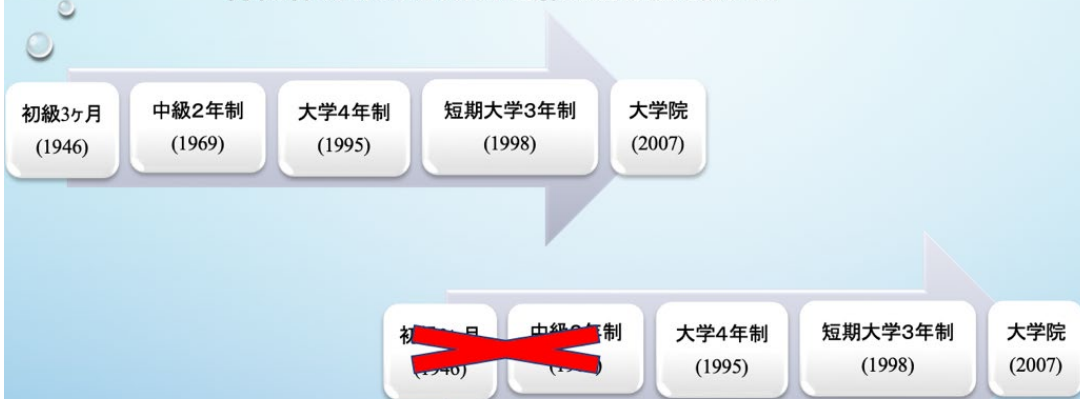 初級3ヶ月
(1946)
中級2年制
(1969)
大学4年制
(1995)
短期大学3年制
(1998)
大学院
(2007)
大学4年制
(1995)
短期大学3年制
(1998)
大学院
(2007)